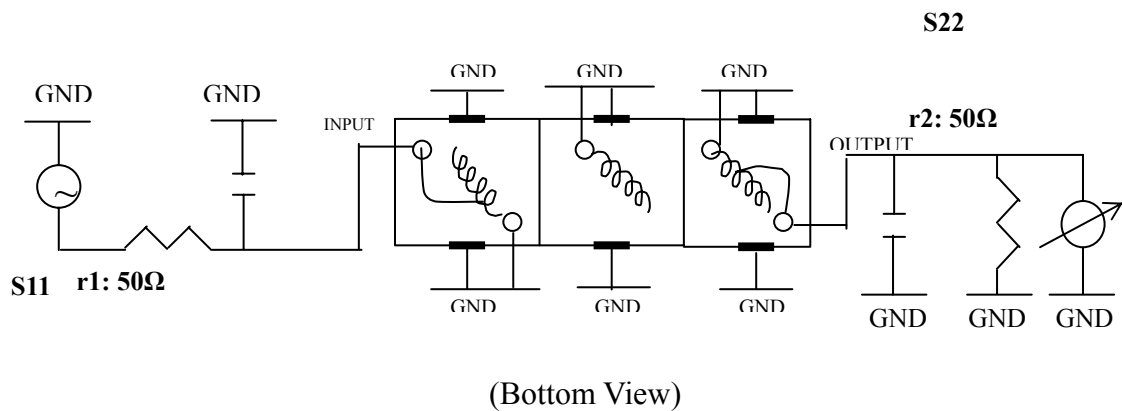 S22
GND
GND
GND
GND
GND
INPUT
r2: 50Ω
OUTPUT
~
S11
r1: 50Ω
GND
GND
GND
GND
GND
GND
(Bottom View)